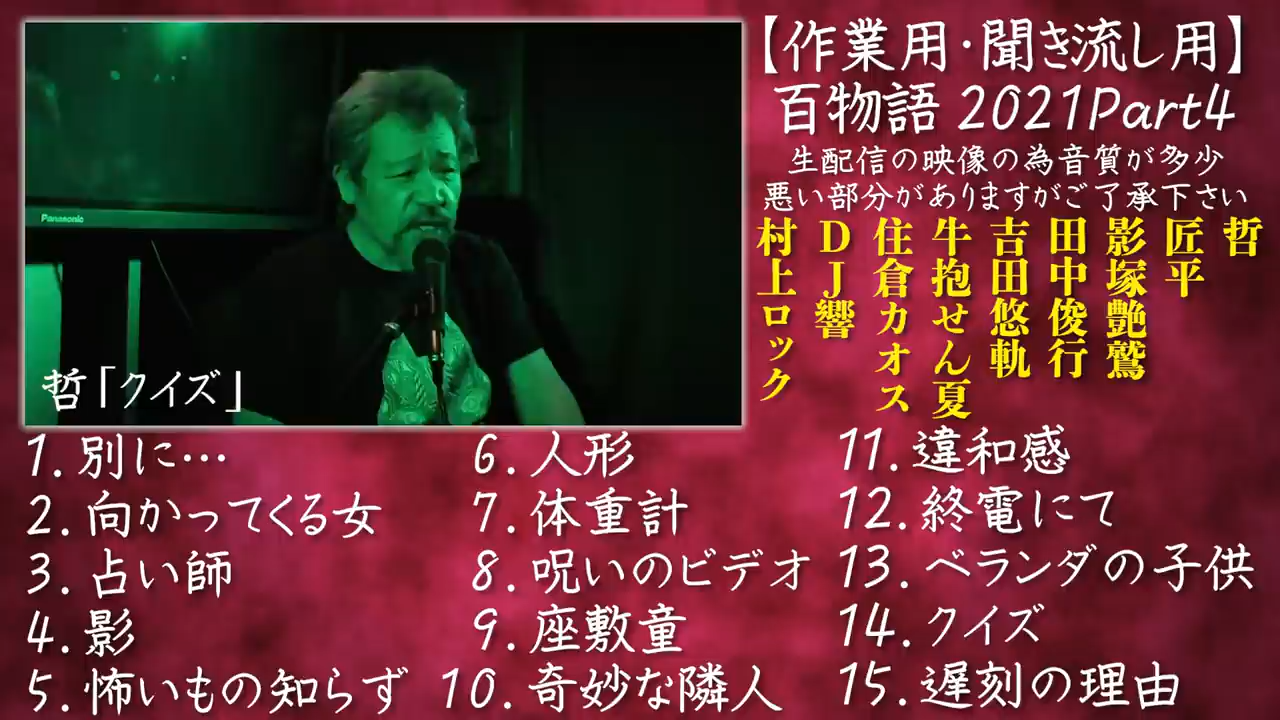 【作業用・聞き流し用】
百物語 2021Part4
生配信の映像の為音質が多少
悪い部分がありますがご了承下さい
哲
匠平
影塚艶鷲
田中俊行
吉田悠軌
牛抱せん夏
住倉カオス
DJ響
村上ロック
Panasonic
哲「クイズ」
1. 別に…
2. 向かってくる女
3. 占い師
4. 影
5. 怖いもの知らず
6. 人形
7. 体重計
8. 呪いのビデオ
9. 座敷童
10. 奇妙な隣人
11. 違和感
12. 終電にて
13. ベランダの子供
14. クイズ
15. 遅刻の理由